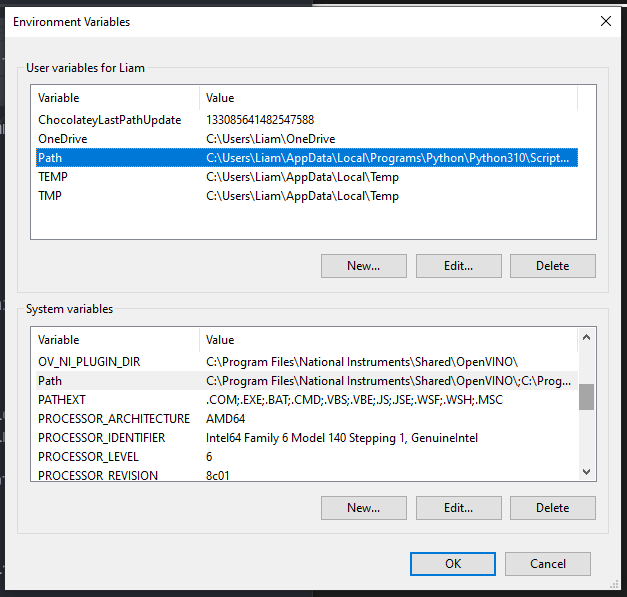 Environment Variables
User variables for Liam
Variable Value
ChocolateyLastPathUpdate 133085641482547588
OneDrive C:\Users\Liam\OneDrive
Path C:\Users\Liam\AppData\Local\Programs\Python\Python310\Script...
TEMP C:\Users\Liam\AppData\Local\Temp
TMP C:\Users\Liam\AppData\Local\Temp
New... Edit... Delete
System variables
Variable Value
OV_NI_PLUGIN_DIR C:\Program Files\National Instruments\Shared\OpenVINO\
Path C:\Program Files\National Instruments\Shared\OpenVINO\;C:\Prog...
PATHEXT .COM;.EXE;.BAT;.CMD;.VBS;.VBE;.JS;.JSE;.WSF;.WSH;.MSC
PROCESSOR_ARCHITECTURE AMD64
PROCESSOR_IDENTIFIER Intel64 Family 6 Model 140 Stepping 1, GenuineIntel
PROCESSOR_LEVEL 6
PROCESSOR_REVISION 8c01
New... Edit... Delete
OK Cancel